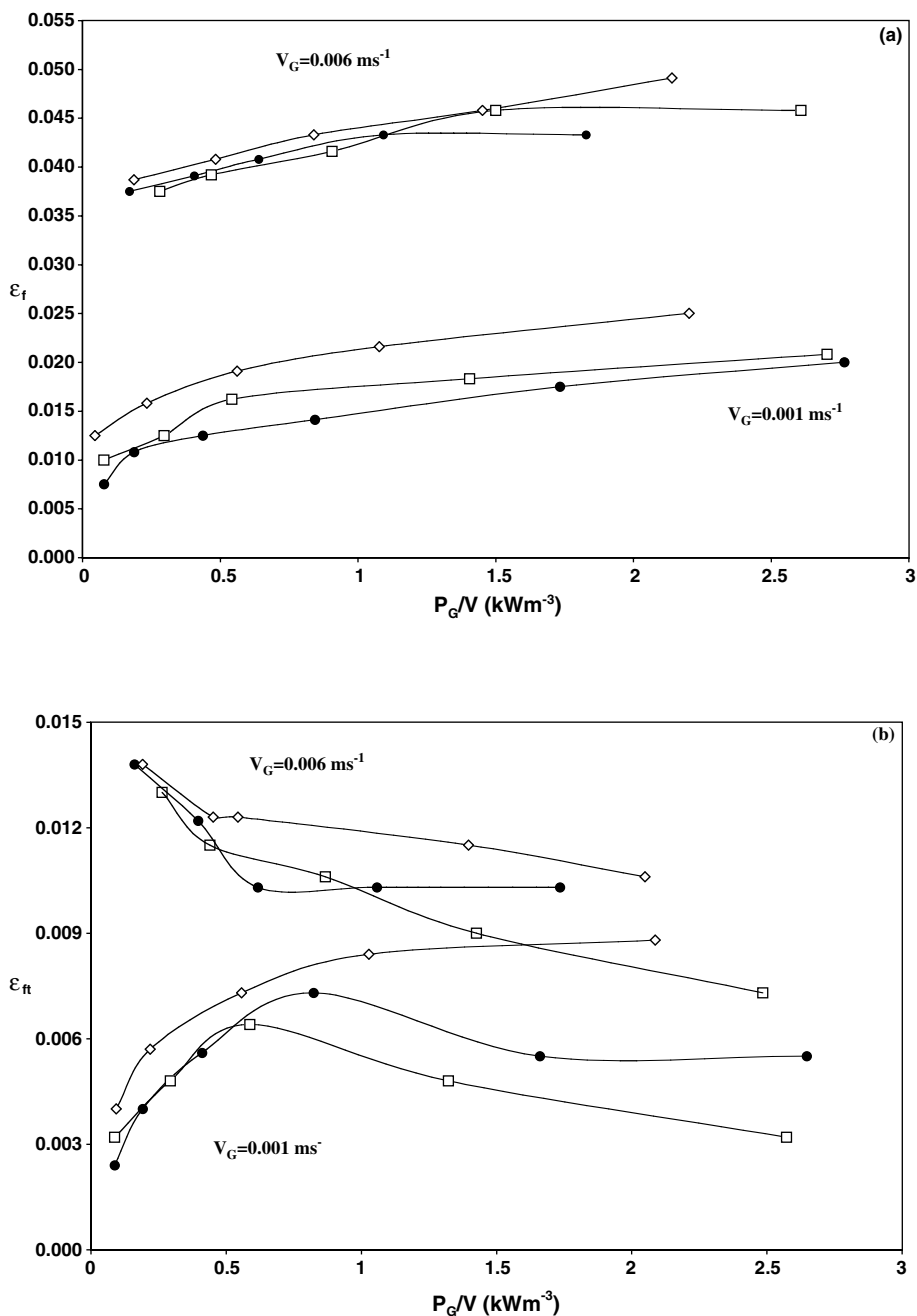 (a)
V_G=0.006 ms^-1
0.055
0.050
0.045
0.040
0.035
0.030
ε_f
0.025
0.020
0.015
0.010
0.005
0.000
V_G=0.001 ms^-1
0 0.5 1 1.5 2 2.5 3
P_G/V (kWm^-3)
(b)
V_G=0.006 ms^-1
0.015
0.012
0.009
ε_ft
0.006
0.003
0.000
V_G=0.001 ms^-
0 0.5 1 1.5 2 2.5 3
P_G/V (kWm^-3)